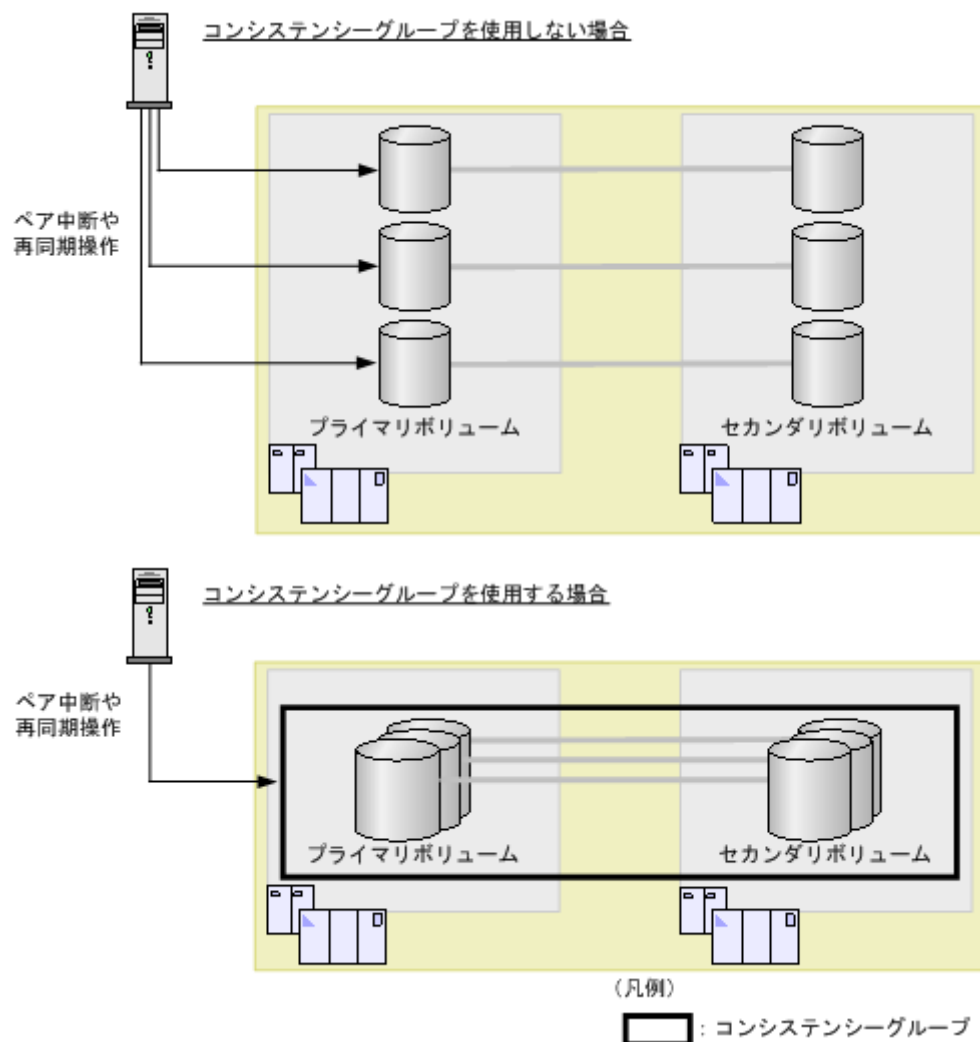 コンシステンシーグループを使用しない場合
ペア中断や
再同期操作
プライマリボリューム
セカンダリボリューム
コンシステンシーグループを使用する場合
ペア中断や
再同期操作
プライマリボリューム
セカンダリボリューム
（凡例）
：コンシステンシーグループ